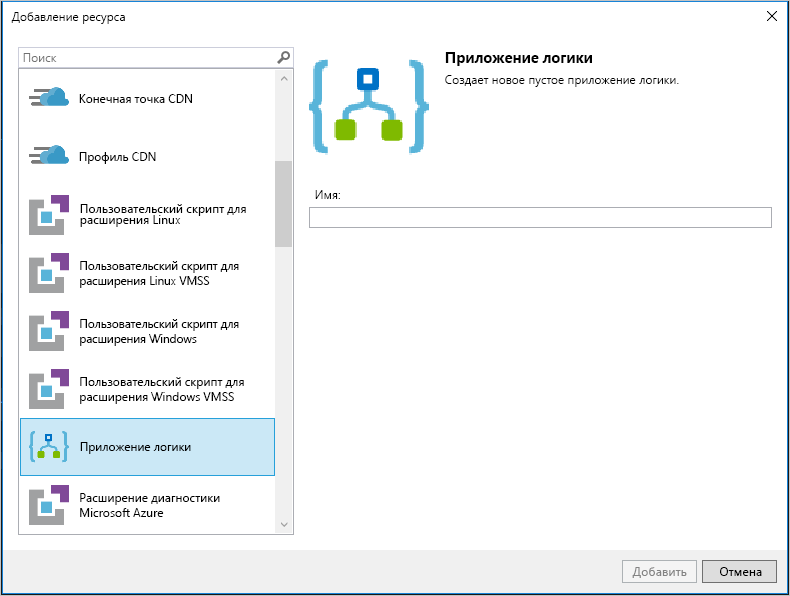 Добавление ресурса
Поиск
Конечная точка CDN
Профиль CDN
Пользовательский скрипт для
расширения Linux
Пользовательский скрипт для
расширения Linux VMSS
Пользовательский скрипт для
расширения Windows
Пользовательский скрипт для
расширения Windows VMSS
Приложение логики
Расширение диагностики
Microsoft Azure
Приложение логики
Создает новое пустое приложение логики.
Имя:
Добавить
Отмена